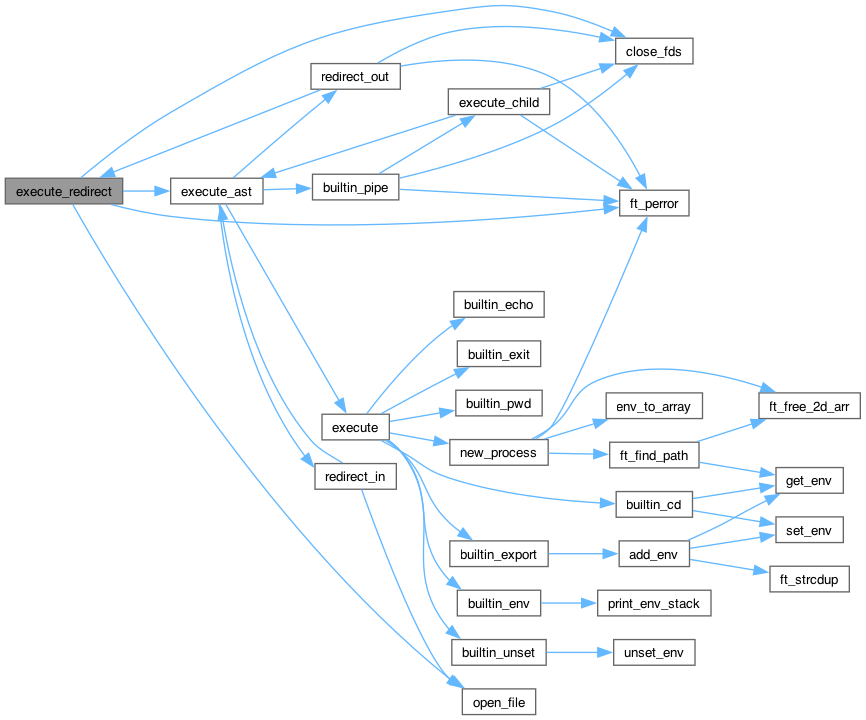 close_fds
redirect_out
execute_child
execute_redirect
execute_ast
builtin_pipe
ft_perror
builtin_echo
builtin_exit
builtin_pwd
env_to_array
ft_free_2d_arr
execute
new_process
ft_find_path
redirect_in
get_env
builtin_cd
set_env
builtin_export
add_env
ft_strcdup
builtin_env
print_env_stack
builtin_unset
unset_env
open_file